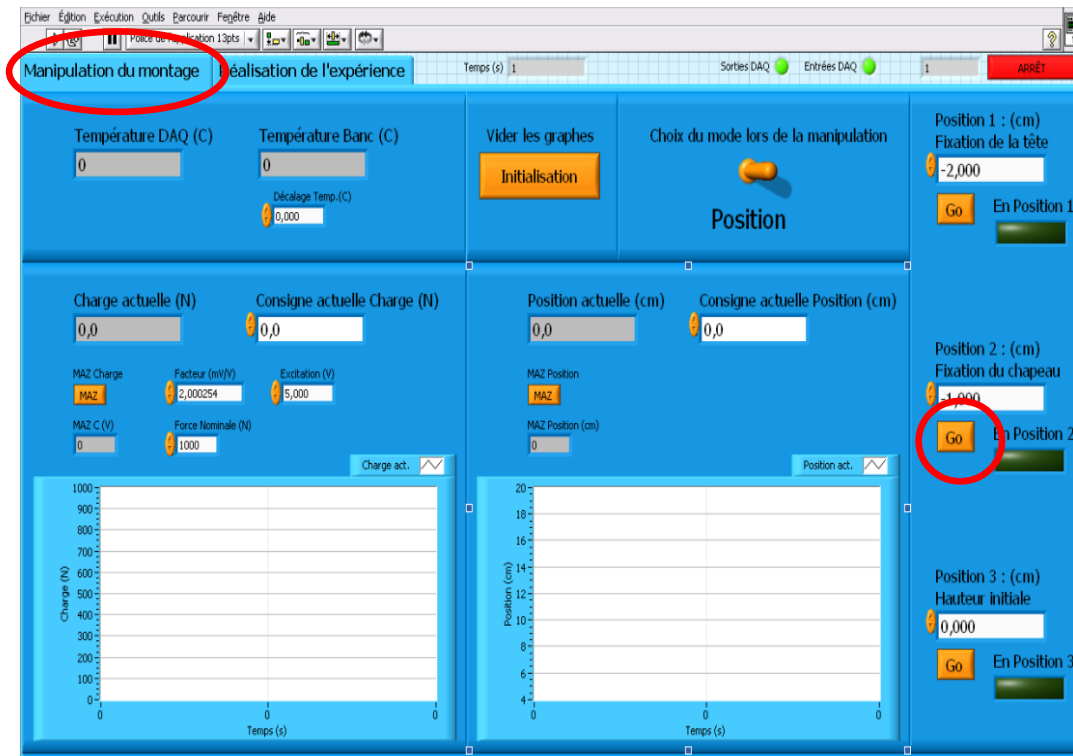 Fichier Édition Exécution Outils Parcourir Fenêtre Aide
Police de l'application 13pts
Manipulation du montage
Réalisation de l'expérience
Temps (s) 1
Sorties DAQ
Entrées DAQ
1
ARRÊT
Température DAQ (C)
0
Température Banc (C)
0
Décalage Temp.(C)
0,000
Vider les graphes
Initialisation
Choix du mode lors de la manipulation
Position
Position 1 : (cm)
Fixation de la tête
-2,000
Go
En Position 1
Charge actuelle (N)
0,0
Consigne actuelle Charge (N)
0,0
MAZ Charge
MAZ
Facteur (mV/V)
2,000254
Excitation (V)
5,000
MAZ C (V)
0
Force Nominale (N)
1000
Charge act.
1000
900
800
700
600
500
400
300
200
100
0
Charge (N)
0 0 0
Temps (s)
Position actuelle (cm)
0,0
Consigne actuelle Position (cm)
0,0
MAZ Position
MAZ
MAZ Position (cm)
0
Position act.
20
18
16
14
12
10
8
6
4
Position (cm)
0 0 0
Temps (s)
Position 2 : (cm)
Fixation du chapeau
-1,000
Go
En Position 2
Position 3 : (cm)
Hauteur initiale
0,000
Go
En Position 3